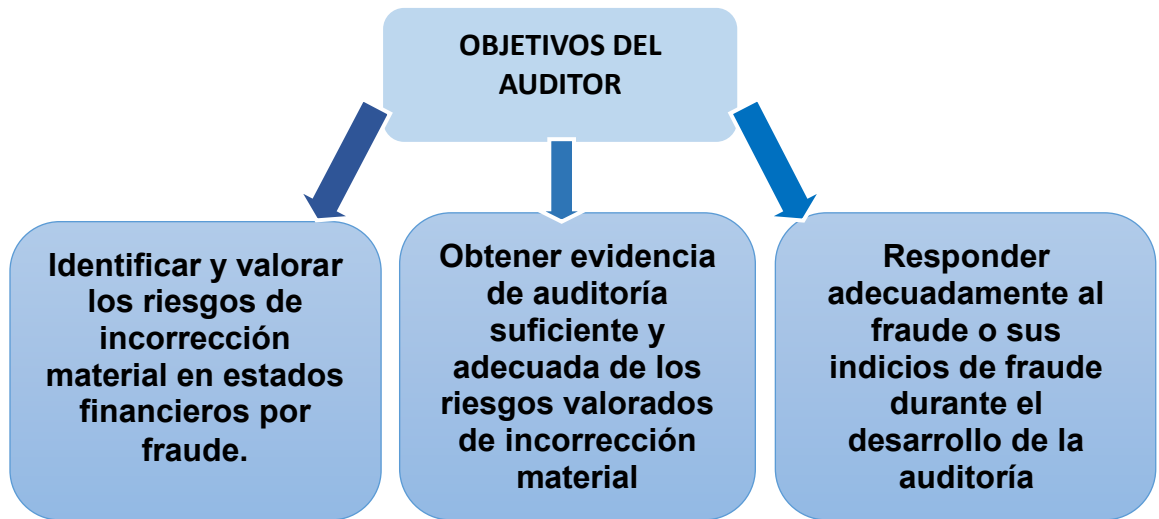 OBJETIVOS DEL
AUDITOR
Identificar y valorar
los riesgos de
incorrección
material en estados
financieros por
fraude.
Obtener evidencia
de auditoría
suficiente y
adecuada de los
riesgos valorados
de incorrección
material
Responder
adecuadamente al
fraude o sus
indicios de fraude
durante el
desarrollo de la
auditoría